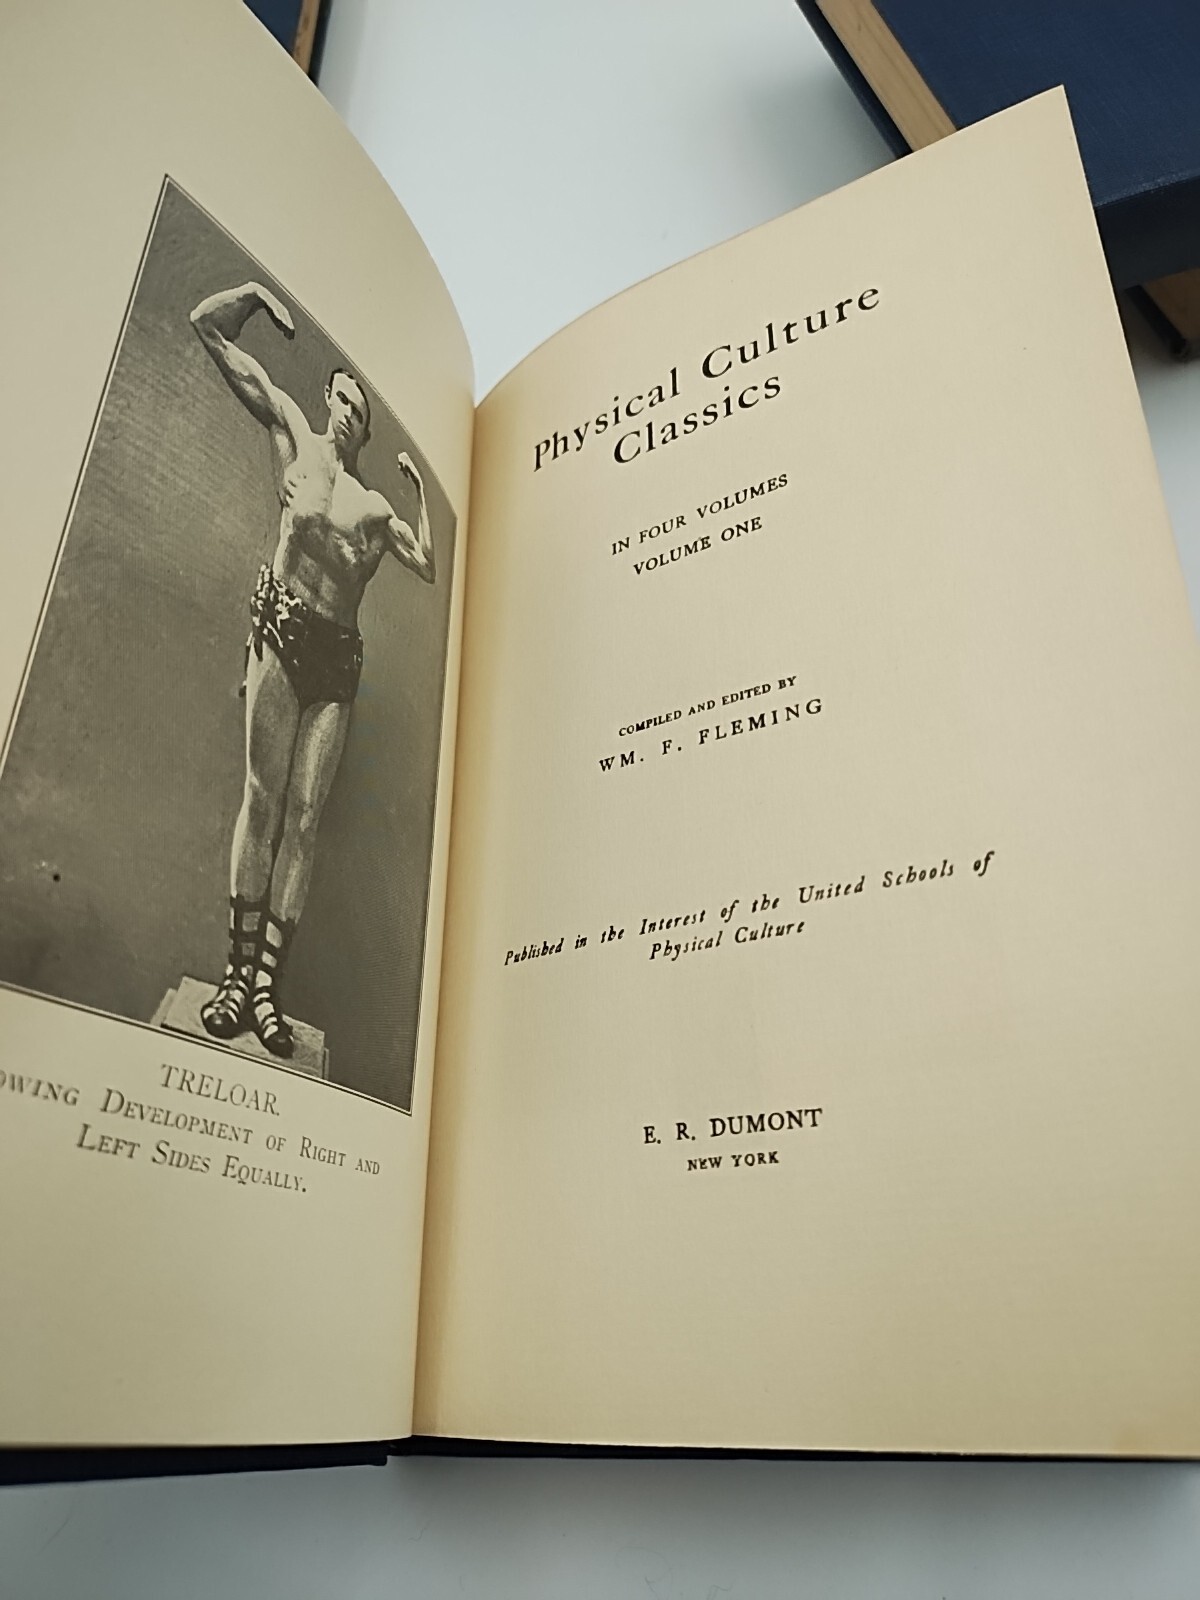 TRELOAR.
DEVELOPMENT OF RIGHT AND
LEFT SIDES EQUALLY.
Physical Culture
Classics
IN FOUR VOLUMES
VOLUME ONE
COMPILED AND EDITED BY
WM. F. FLEMING
Published in the Interest of the United Schools of
Physical Culture
E. R. DUMONT
NEW YORK